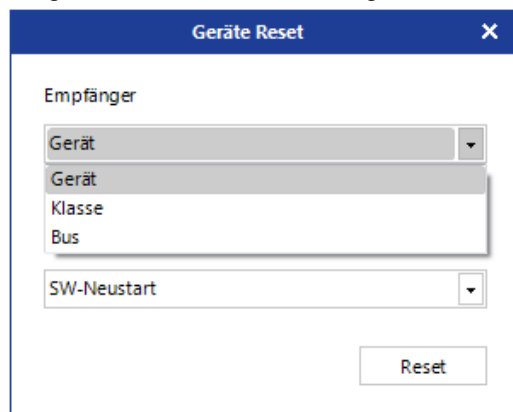 Geräte Reset
Empfänger
Gerät
Gerät
Klasse
Bus
SW-Neustart
Reset